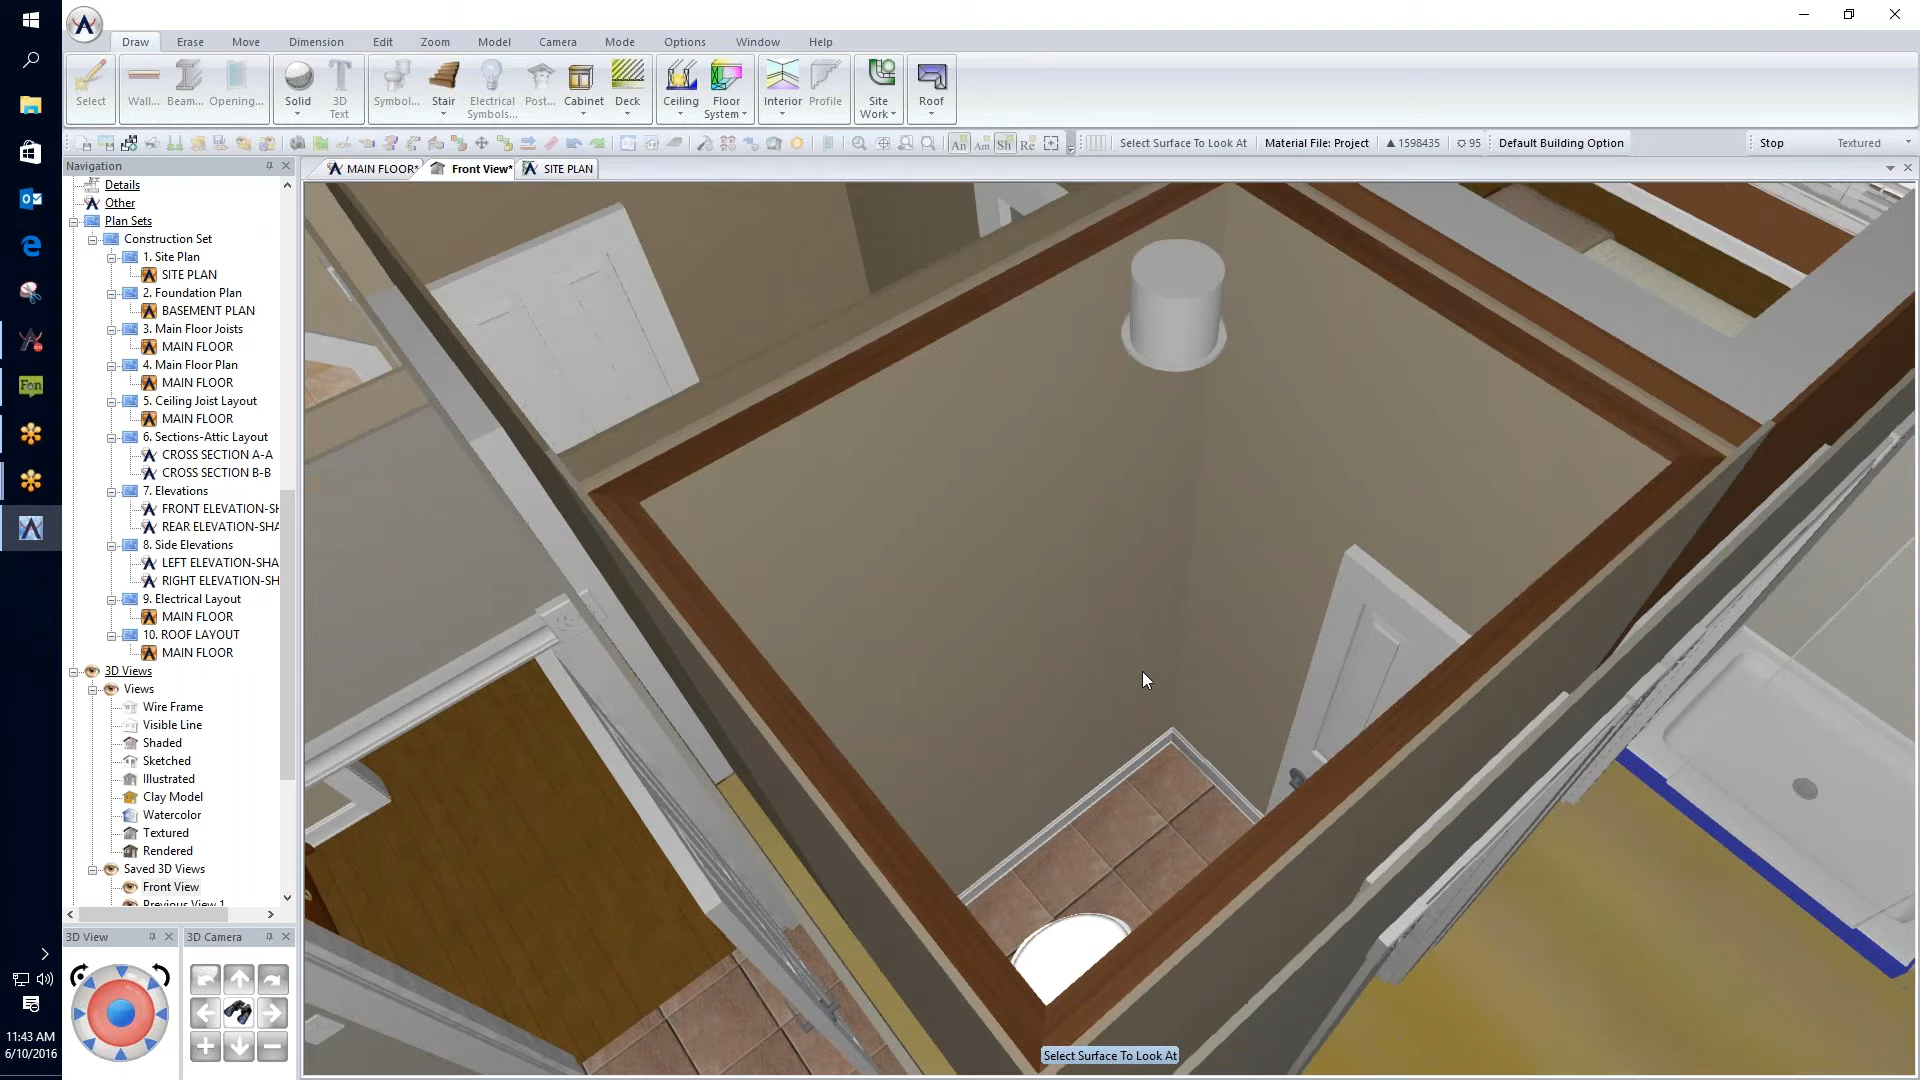 Draw
Erase
Move
Dimension
Edit
Zoom
Model
Camera
Mode
Options
Window
Help
Select
Wall...
Beam...
Opening...
Solid
3D
Text
Symbol...
Stair
Electrical
Symbols...
Post...
Cabinet
Deck
Ceiling
Floor
System
Interior
Profile
Site
Work
Roof
An
Am
Sh
Re
Select Surface To Look At
Material File: Project
1598435
95
Default Building Option
Stop
Textured
Navigation
MAIN FLOOR*
Front View*
SITE PLAN
Details
Other
Plan Sets
Construction Set
1. Site Plan
SITE PLAN
2. Foundation Plan
BASEMENT PLAN
3. Main Floor Joists
MAIN FLOOR
4. Main Floor Plan
MAIN FLOOR
5. Ceiling Joist Layout
MAIN FLOOR
6. Sections-Attic Layout
CROSS SECTION A-A
CROSS SECTION B-B
7. Elevations
FRONT ELEVATION-SH
REAR ELEVATION-SHA
8. Side Elevations
LEFT ELEVATION-SHA
RIGHT ELEVATION-SH
9. Electrical Layout
MAIN FLOOR
10. ROOF LAYOUT
MAIN FLOOR
3D Views
Views
Wire Frame
Visible Line
Shaded
Sketched
Illustrated
Clay Model
Watercolor
Textured
Rendered
Saved 3D Views
Front View
Previous View 1
3D View
3D Camera
Select Surface To Look At
Fon
11:43 AM
6/10/2016